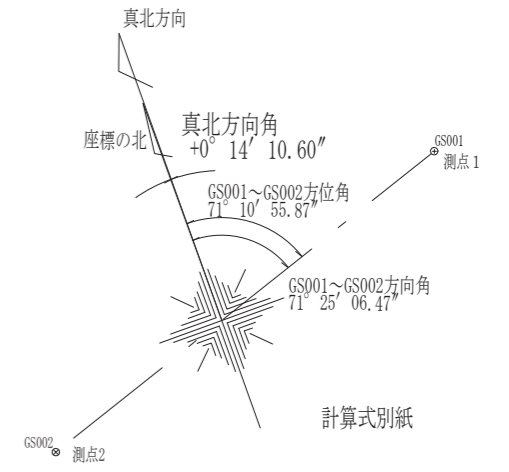 真北方向
座標の北
真北方向角
+0° 14′ 10.60″
GS001
測点1
GS001～GS002方位角
71° 10′ 55.87″
GS001～GS002方向角
71° 25′ 06.47″
計算式別紙
GS002
測点2